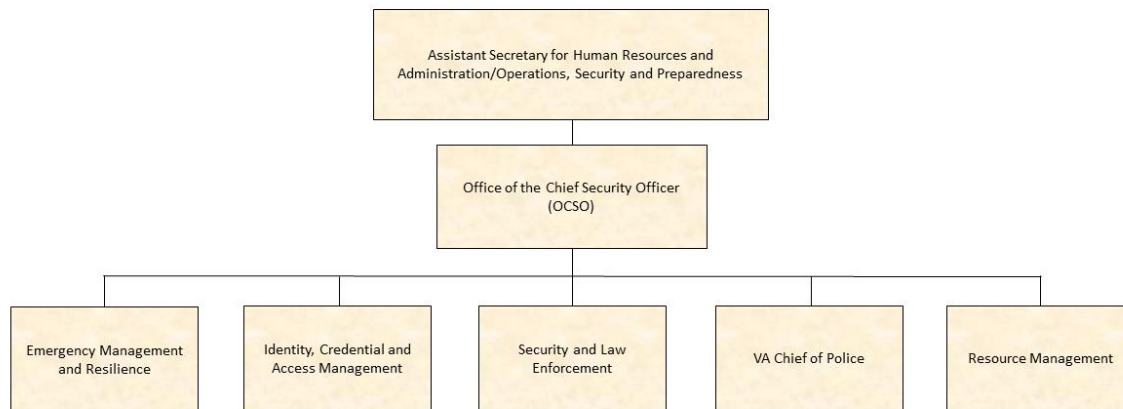 Assistant Secretary for Human Resources and
Administration/Operations, Security and Preparedness
Office of the Chief Security Officer
(OCSO)
Emergency Management
and Resilience
Identity, Credential and
Access Management
Security and Law
Enforcement
VA Chief of Police
Resource Management